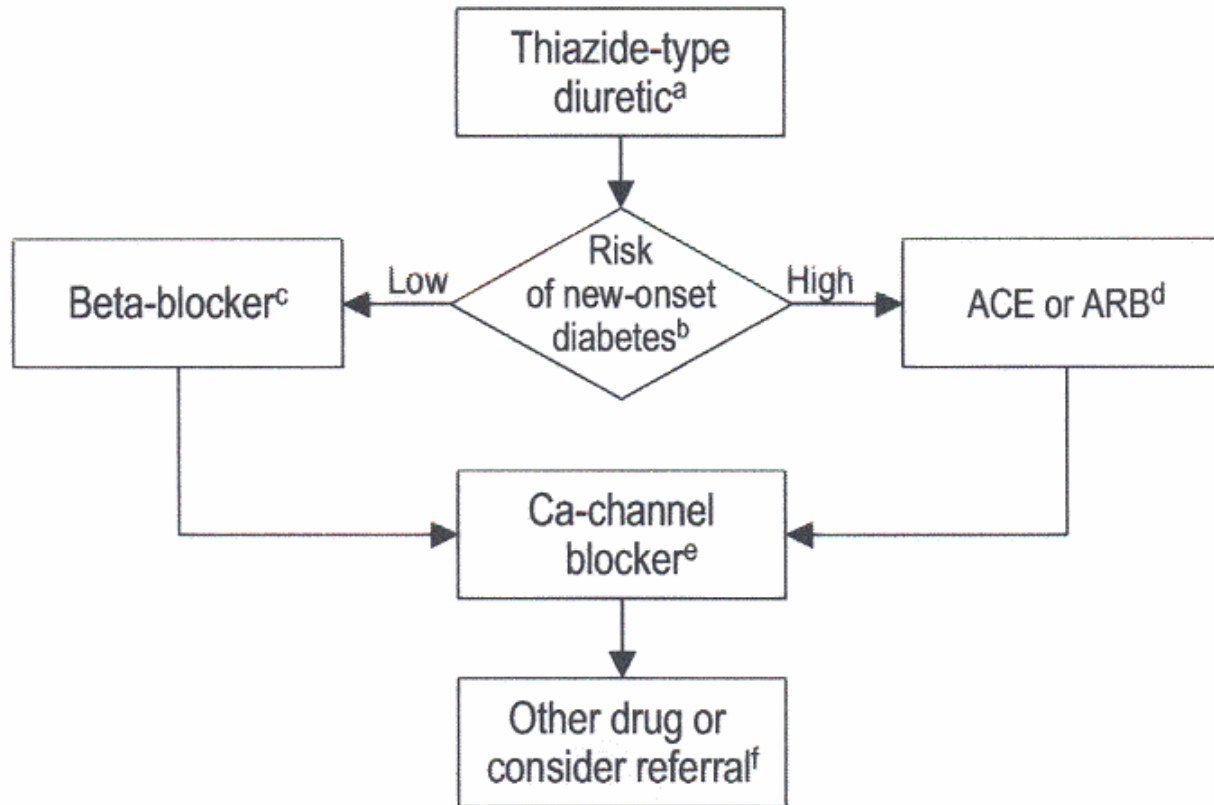 Thiazide-type
diureticᵃ
Risk
of new-onset
diabetesᵇ
Low
High
Beta-blockerᶜ
ACE or ARBᵈ
Ca-channel
blockerᵉ
Other drug or
consider referralᶠ